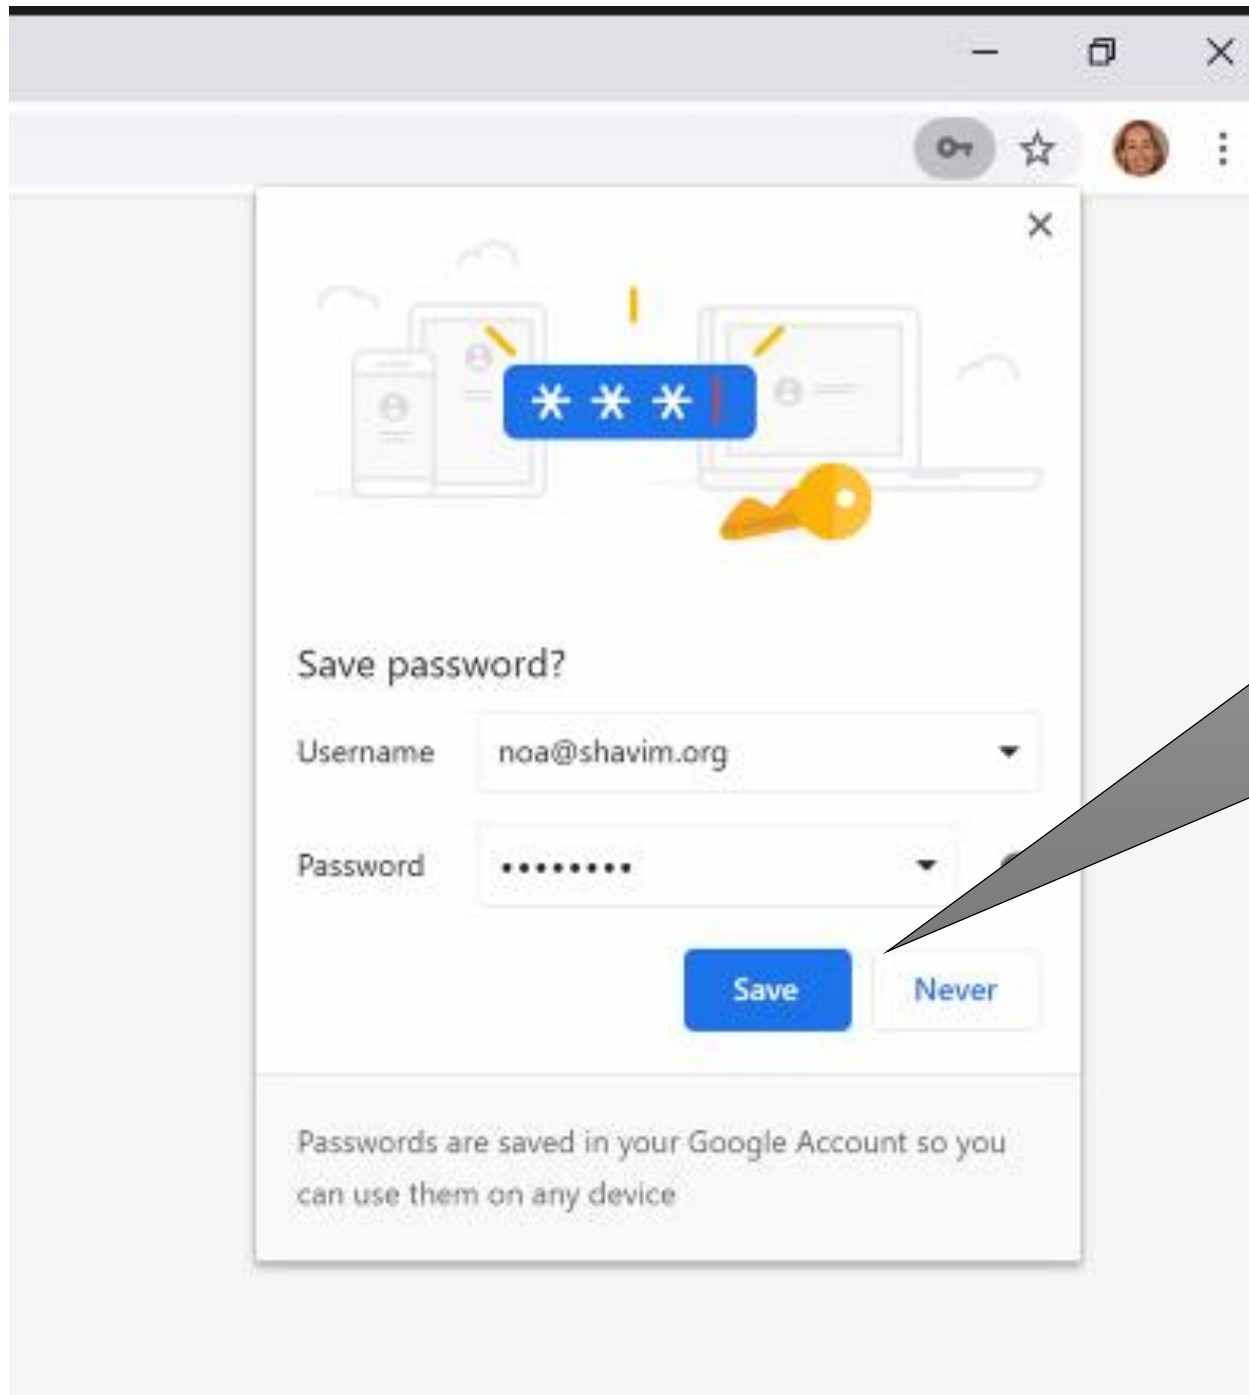 ***
Save password?
Username noa@shavim.org
Password ••••••••
Save Never
Passwords are saved in your Google Account so you
can use them on any device